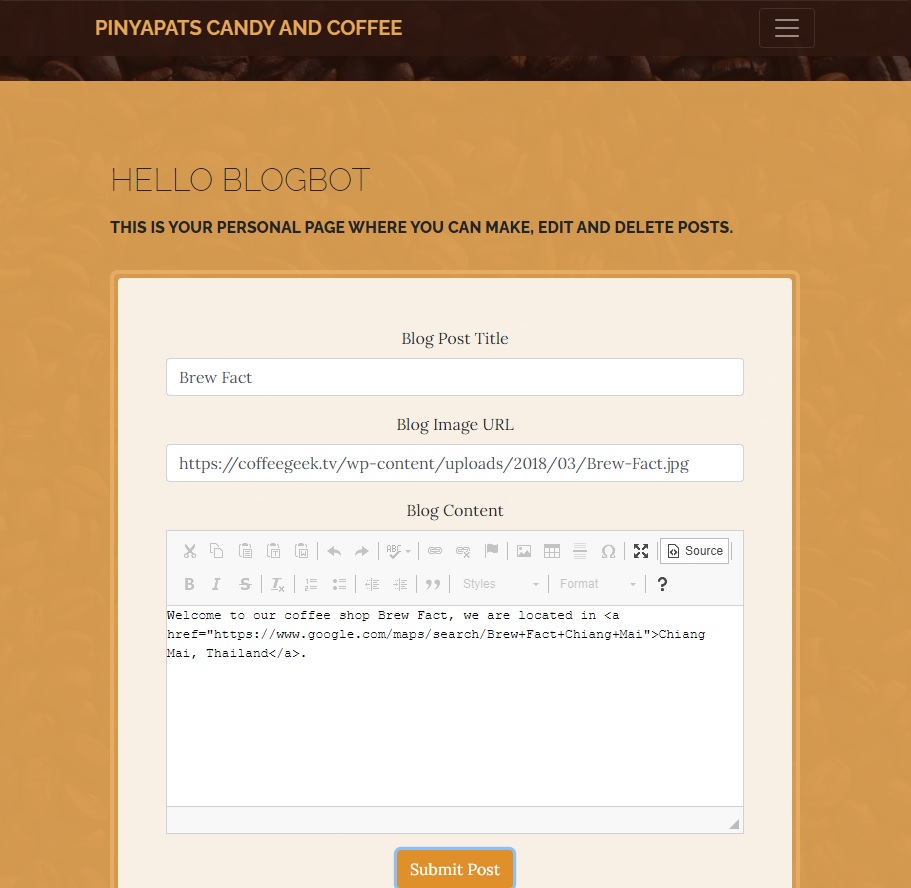 PINYAPATS CANDY AND COFFEE
HELLO BLOGBOT
THIS IS YOUR PERSONAL PAGE WHERE YOU CAN MAKE, EDIT AND DELETE POSTS.
Blog Post Title
Brew Fact
Blog Image URL
https://coffeegeek.tv/wp-content/uploads/2018/03/Brew-Fact.jpg
Blog Content
ABC Ω Source
B I S Ix Styles Format ?
Welcome to our coffee shop Brew Fact, we are located in <a
href="https://www.google.com/maps/search/Brew+Fact+Chiang+Mai">Chiang
Mai, Thailand</a>.
Submit Post